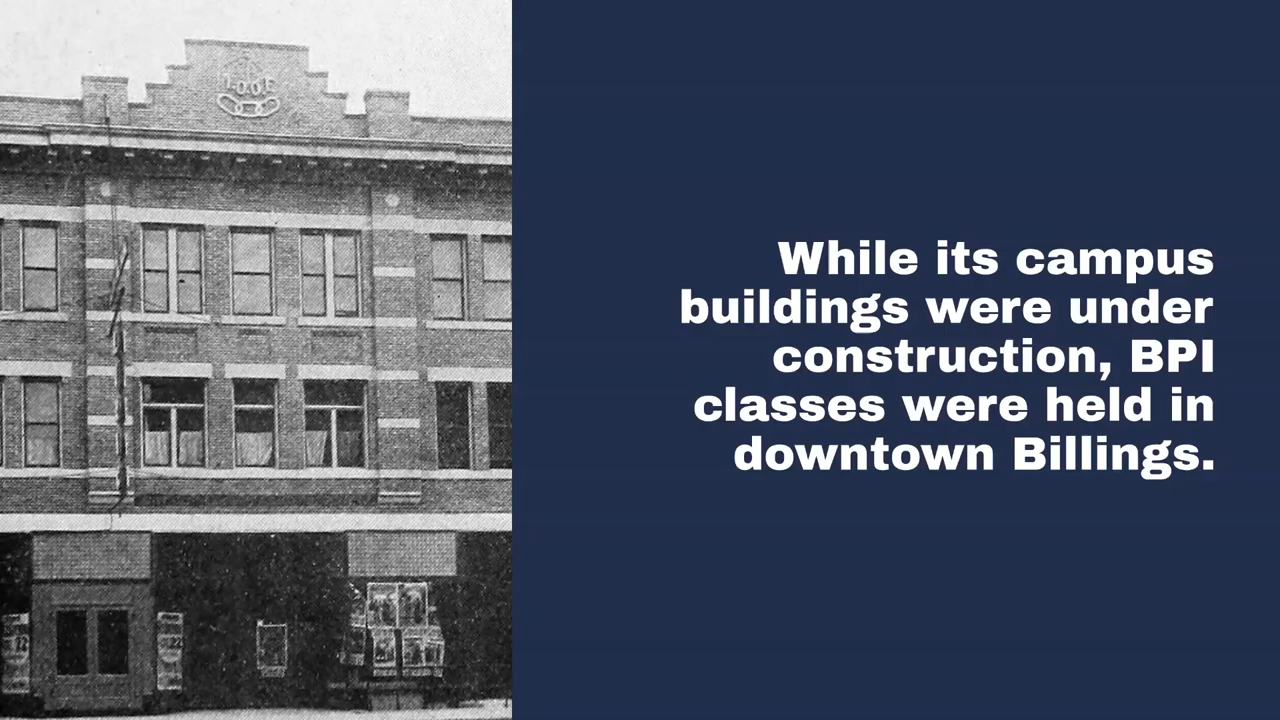 I.O.O.F.
While its campus
buildings were under
construction, BPI
classes were held in
downtown Billings.